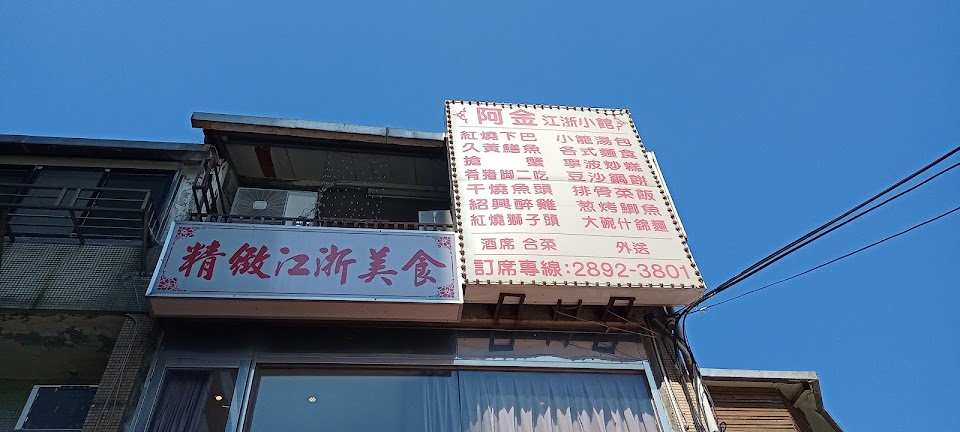 阿金 江浙小館
紅燒下巴 小籠湯包
久黃鱔魚 各式麵食
搶蟹 寧波炒糕
肴豬脚二吃 豆沙鍋餅
干燒魚頭 排骨菜飯
紹興醉雞 葱烤鯽魚
紅燒獅子頭 大碗什錦麵
酒席 合菜 外送
訂席專線:2892-3801
精緻江浙美食